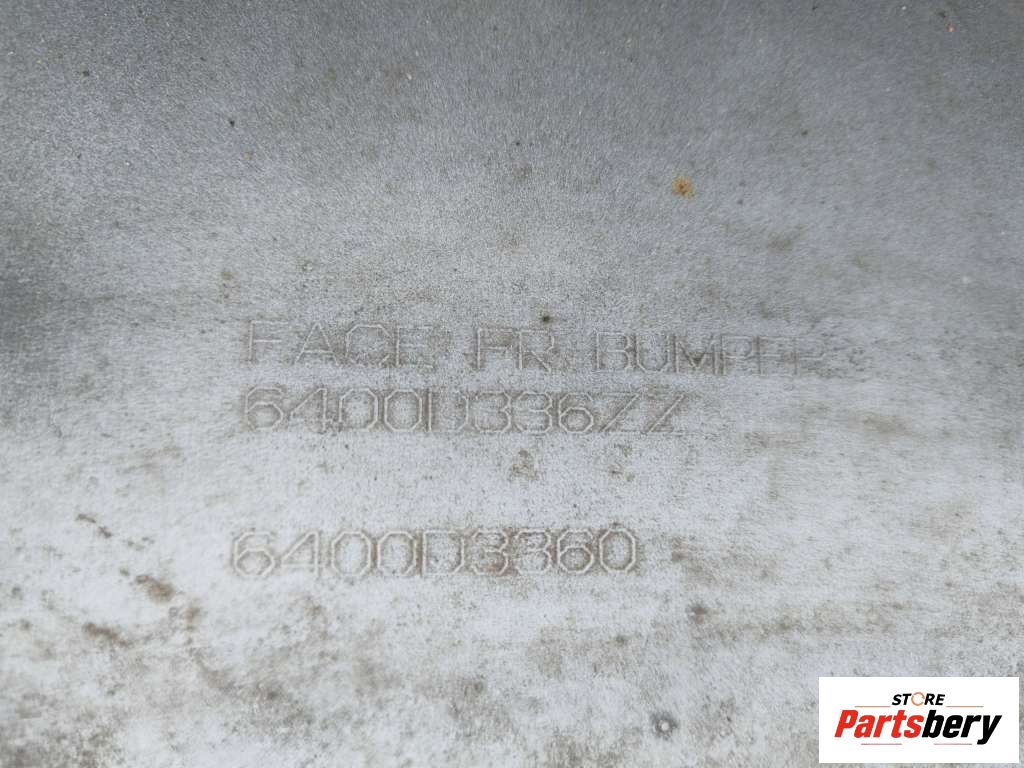 FACE, FR BUMPER
6400D336ZZ
6400D3360
STORE
Partsbery